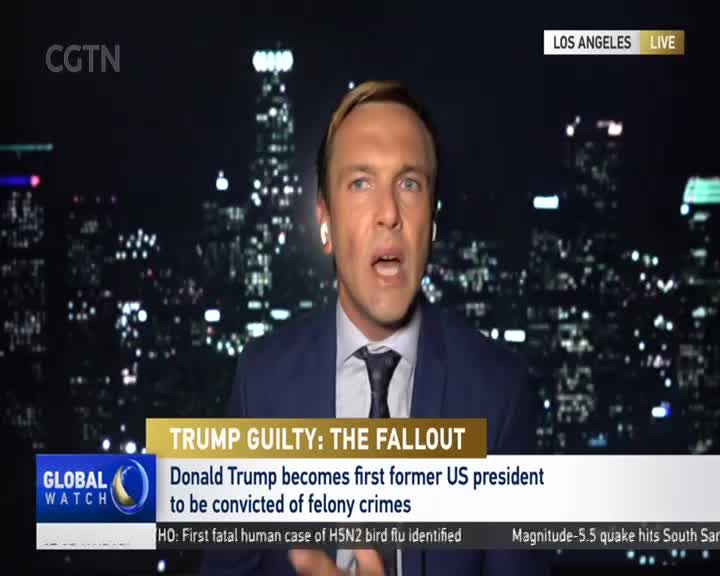 CGTN
LOS ANGELES LIVE
TRUMP GUILTY: THE FALLOUT
GLOBAL WATCH
Donald Trump becomes first former US president
to be convicted of felony crimes
HO: First fatal human case of H5N2 bird flu identified Magnitude-5.5 quake hits South